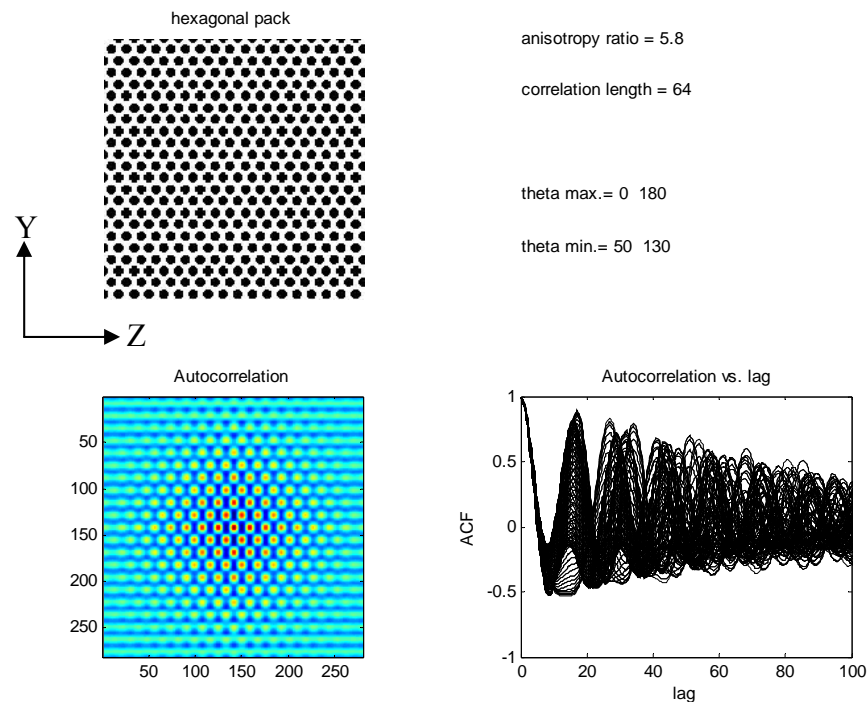 hexagonal pack
anisotropy ratio = 5.8
correlation length = 64
theta max.= 0 180
theta min.= 50 130
Y
Z
Autocorrelation
50
100
150
200
250
50 100 150 200 250
Autocorrelation vs. lag
1
0.5
0
-0.5
-1
ACF
0 20 40 60 80 100
lag